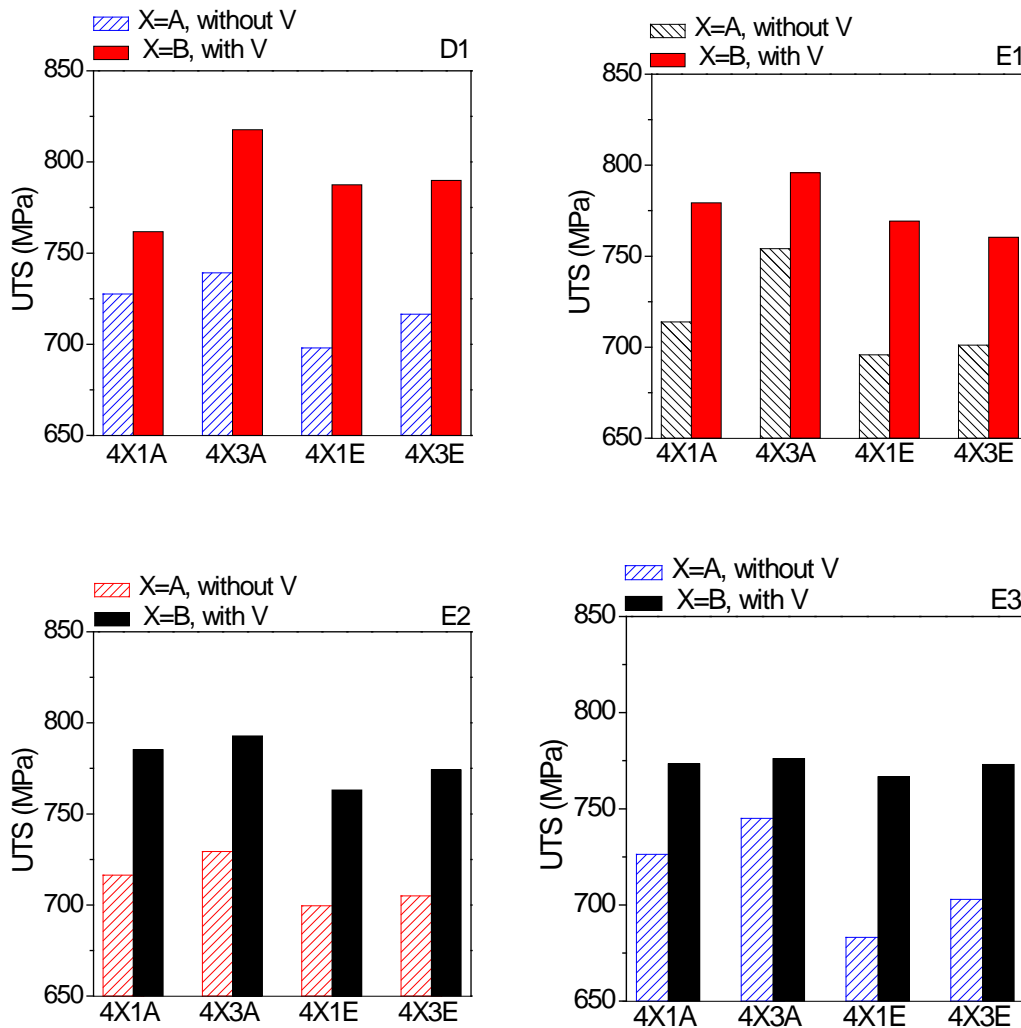 X=A, without V
X=B, with V
D1
850
800
750
700
650
UTS (MPa)
4X1A 4X3A 4X1E 4X3E
X=A, without V
X=B, with V
E1
850
800
750
700
650
UTS (MPa)
4X1A 4X3A 4X1E 4X3E
X=A, without V
X=B, with V
E2
850
800
750
700
650
UTS (MPa)
4X1A 4X3A 4X1E 4X3E
X=A, without V
X=B, with V
E3
850
800
750
700
650
UTS (MPa)
4X1A 4X3A 4X1E 4X3E